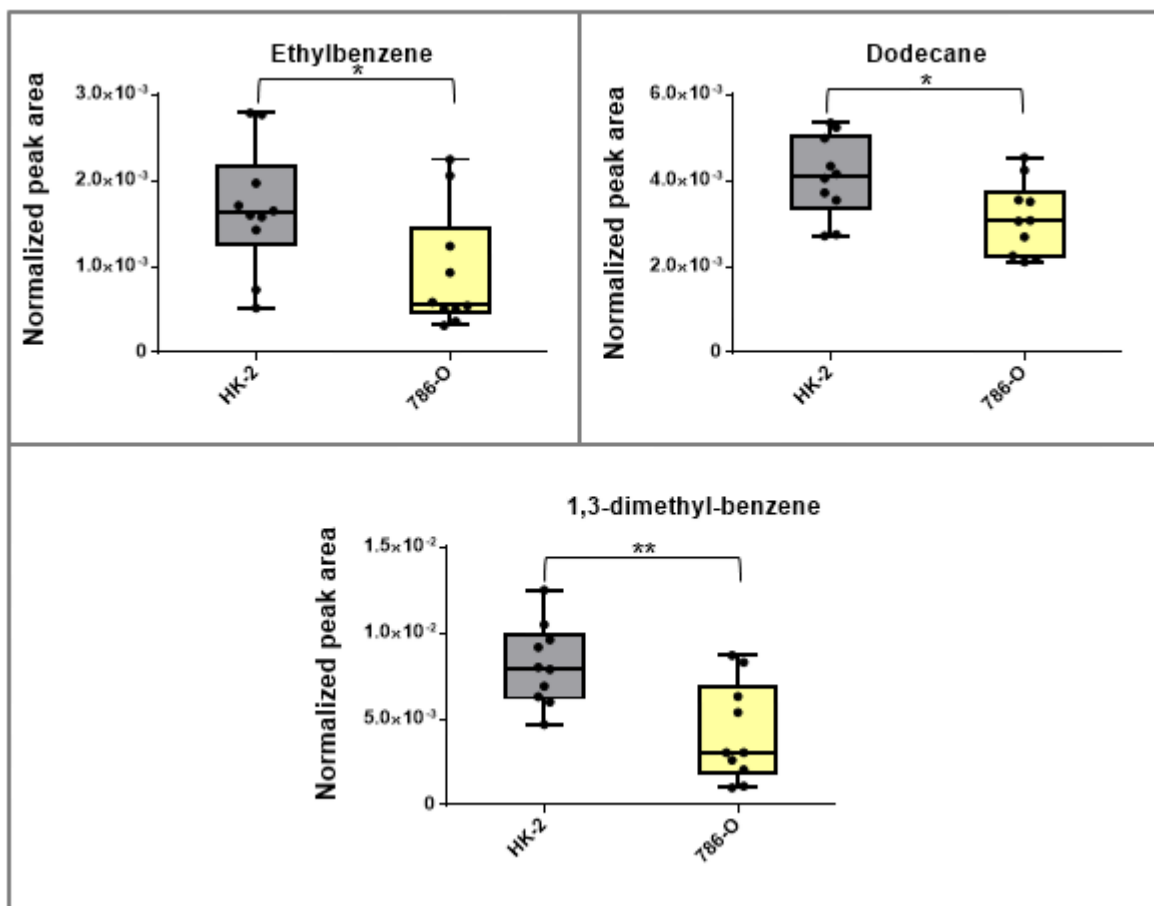 Ethylbenzene
*
Normalized peak area
3.0×10⁻³
2.0×10⁻³
1.0×10⁻³
0
HK-2
786-O
Dodecane
*
Normalized peak area
6.0×10⁻³
4.0×10⁻³
2.0×10⁻³
0
HK-2
786-O
1,3-dimethyl-benzene
**
Normalized peak area
1.5×10⁻²
1.0×10⁻²
5.0×10⁻³
0
HK-2
786-O